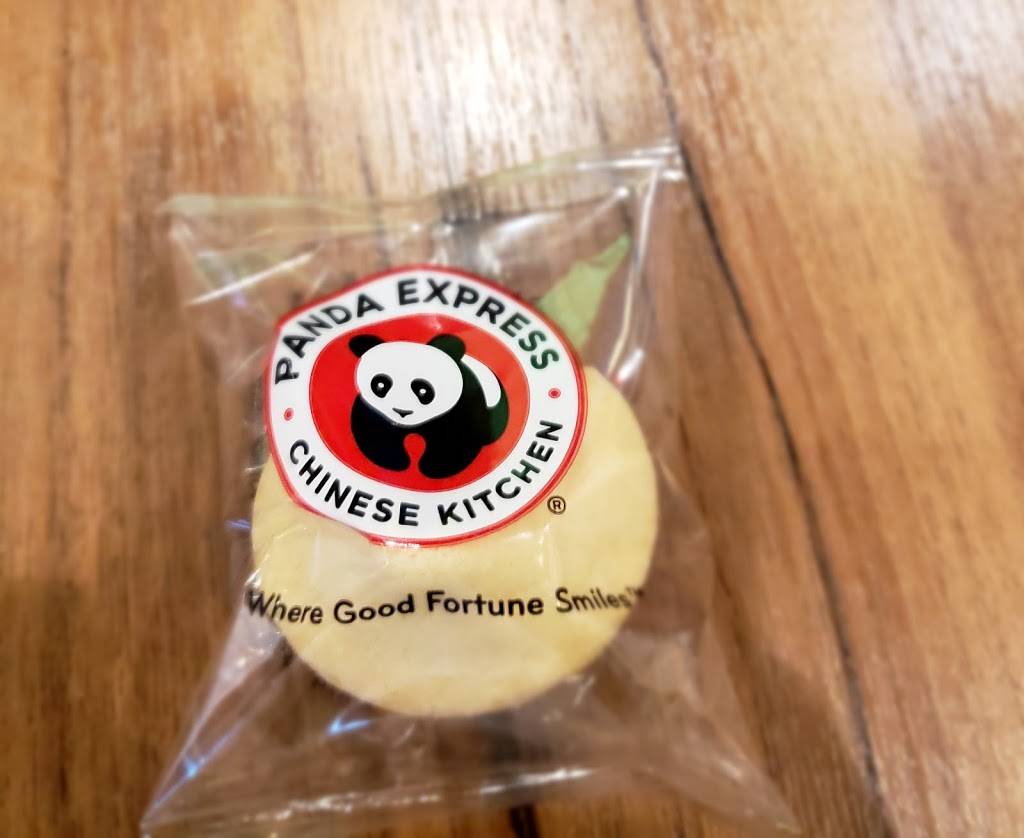 PANDA EXPRESS
CHINESE KITCHEN
®
Where Good Fortune Smiles™